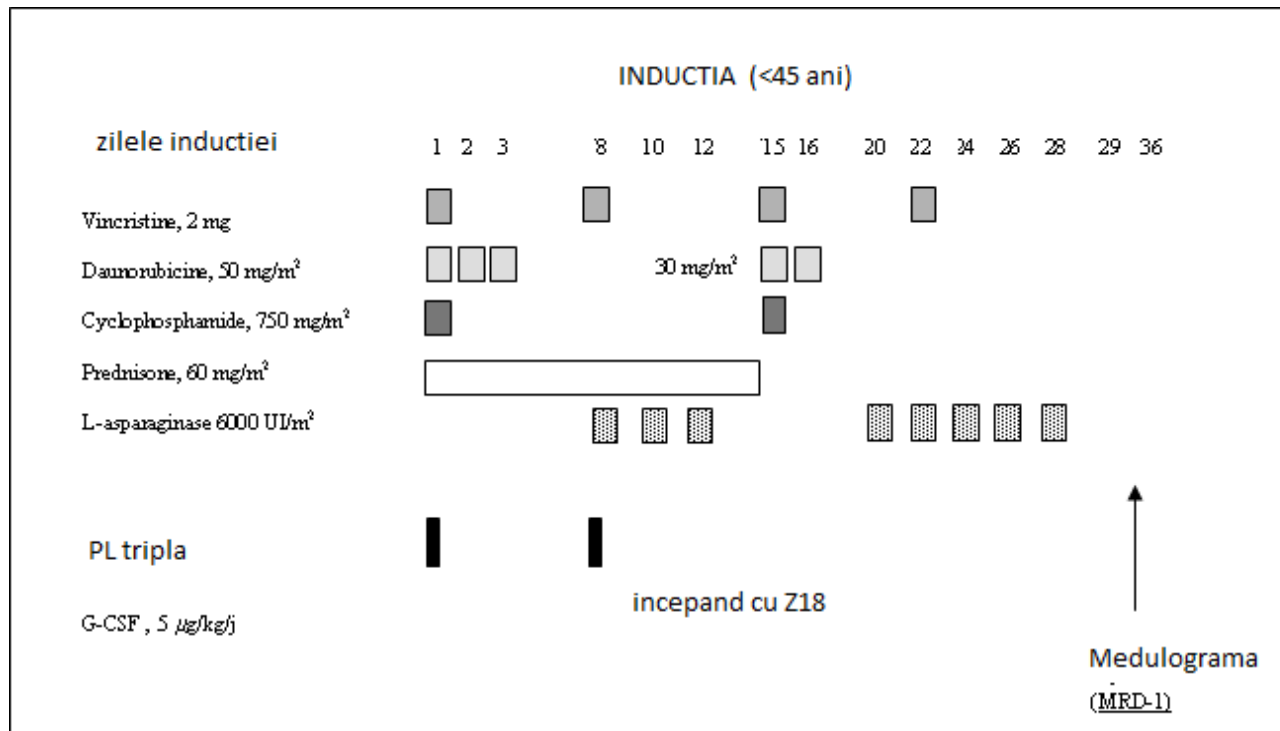 INDUCTIA (<45 ani)
zilele inductiei 1 2 3 8 10 12 15 16 20 22 24 26 28 29 36
Vincristine, 2 mg
Daunorubicine, 50 mg/m² 30 mg/m²
Cyclophosphamide, 750 mg/m²
Prednisone, 60 mg/m²
L-asparaginase 6000 UI/m²
PL tripla
incepand cu Z18
G-CSF , 5 µg/kg/j
Medulograma
(MRD-1)